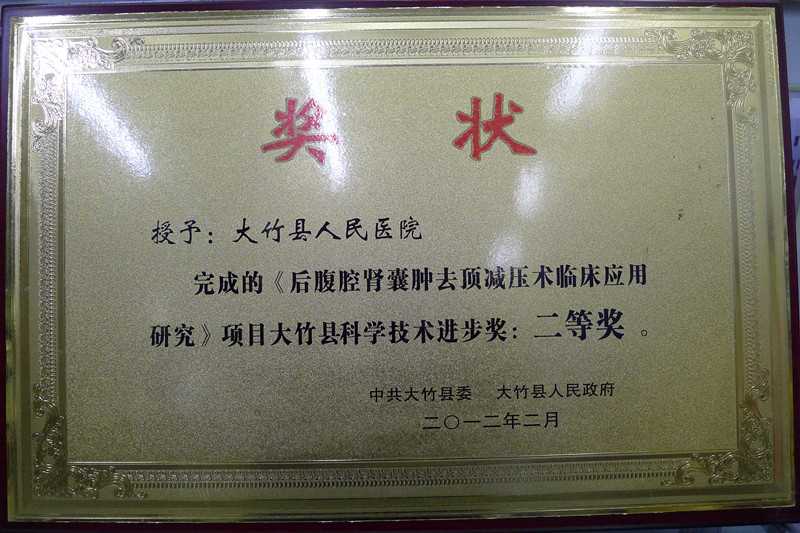 奖 状
授予：大竹县人民医院
完成的《后腹腔肾囊肿去顶减压术临床应用
研究》项目大竹县科学技术进步奖：二等奖。
中共大竹县委 大竹县人民政府
二〇一二年二月